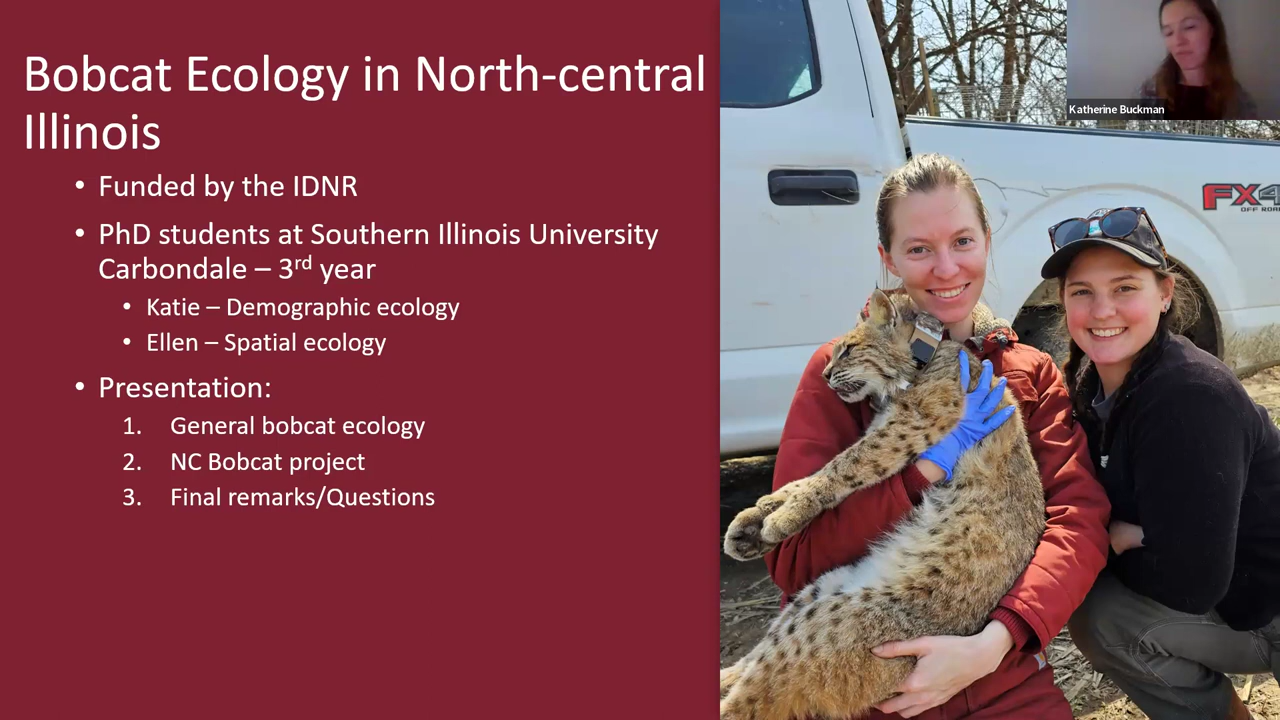 Bobcat Ecology in North-central
Illinois
• Funded by the IDNR
• PhD students at Southern Illinois University
Carbondale – 3rd year
• Katie – Demographic ecology
• Ellen – Spatial ecology
• Presentation:
1. General bobcat ecology
2. NC Bobcat project
3. Final remarks/Questions
Katherine Buckman
FX4
OFF ROAD